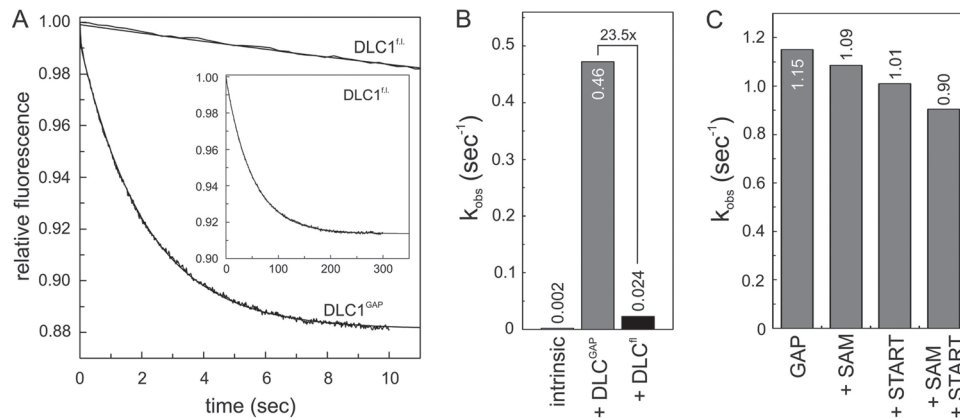 A
1.00
0.98
0.96
0.94
0.92
0.90
0.88
relative fluorescence
0 2 4 6 8 10
time (sec)
DLC1f.l.
DLC1GAP
DLC1f.l.
1.00
0.98
0.96
0.94
0.92
0.90
0 100 200 300
B
0.5
0.4
0.3
0.2
0.1
0
kobs (sec-1)
23.5x
0.002
0.46
0.024
intrinsic
+ DLCGAP
+ DLCfl
C
1.2
1.0
0.8
0.6
0.4
0.2
0
kobs (sec-1)
1.15
1.09
1.01
0.90
GAP
+ SAM
+ START
+ SAM
+ START